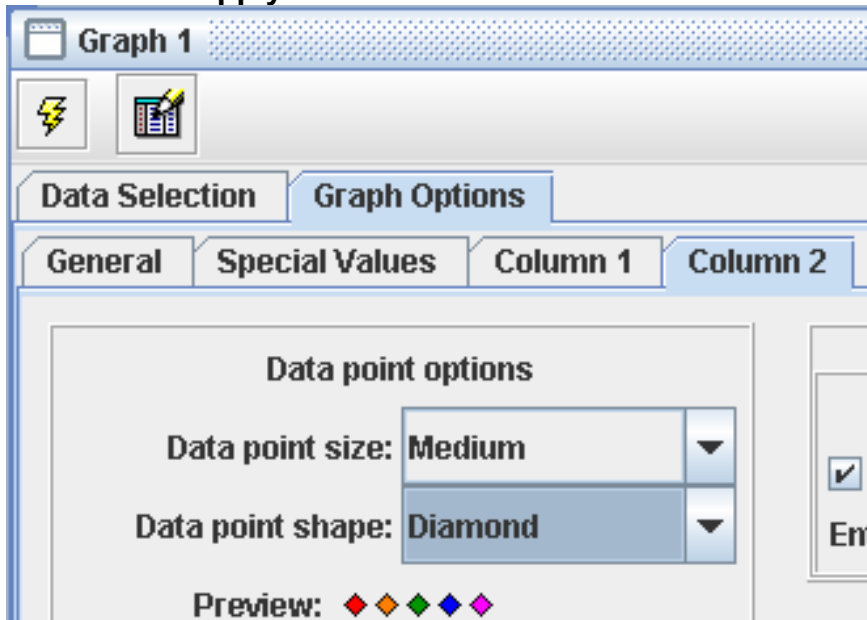 Graph 1
Data Selection Graph Options
General Special Values Column 1 Column 2
Data point options
Data point size: Medium
Data point shape: Diamond
Preview: